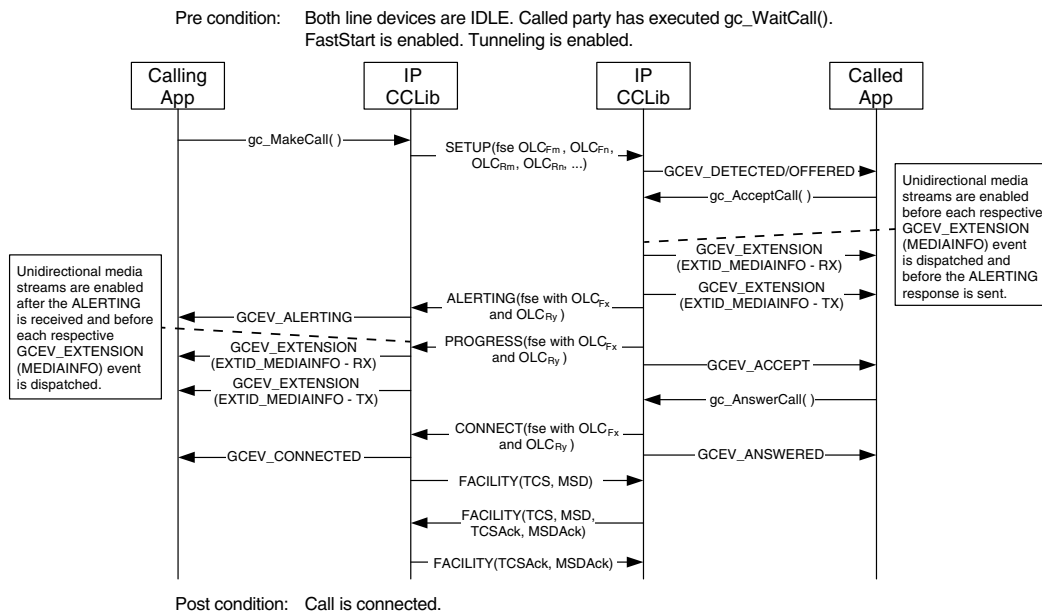 Pre condition: Both line devices are IDLE. Called party has executed gc_WaitCall().
FastStart is enabled. Tunneling is enabled.
Calling
App
IP
CCLib
IP
CCLib
Called
App
gc_MakeCall( )
SETUP(fse OLCFm, OLCFn,
OLCRm, OLCRn, ...)
GCEV_DETECTED/OFFERED
gc_AcceptCall( )
Unidirectional media
streams are enabled
before each respective
GCEV_EXTENSION
(MEDIAINFO) event
is dispatched and
before the ALERTING
response is sent.
GCEV_EXTENSION
(EXTID_MEDIAINFO - RX)
GCEV_EXTENSION
(EXTID_MEDIAINFO - TX)
Unidirectional media
streams are enabled
after the ALERTING
is received and before
each respective
GCEV_EXTENSION
(MEDIAINFO) event
is dispatched.
ALERTING(fse with OLCFx
and OLCRy)
GCEV_ALERTING
PROGRESS(fse with OLCFx
and OLCRy)
GCEV_EXTENSION
(EXTID_MEDIAINFO - RX)
GCEV_ACCEPT
GCEV_EXTENSION
(EXTID_MEDIAINFO - TX)
gc_AnswerCall( )
CONNECT(fse with OLCFx
and OLCRy)
GCEV_CONNECTED
GCEV_ANSWERED
FACILITY(TCS, MSD)
FACILITY(TCS, MSD,
TCSAck, MSDAck)
FACILITY(TCSAck, MSDAck)
Post condition: Call is connected.